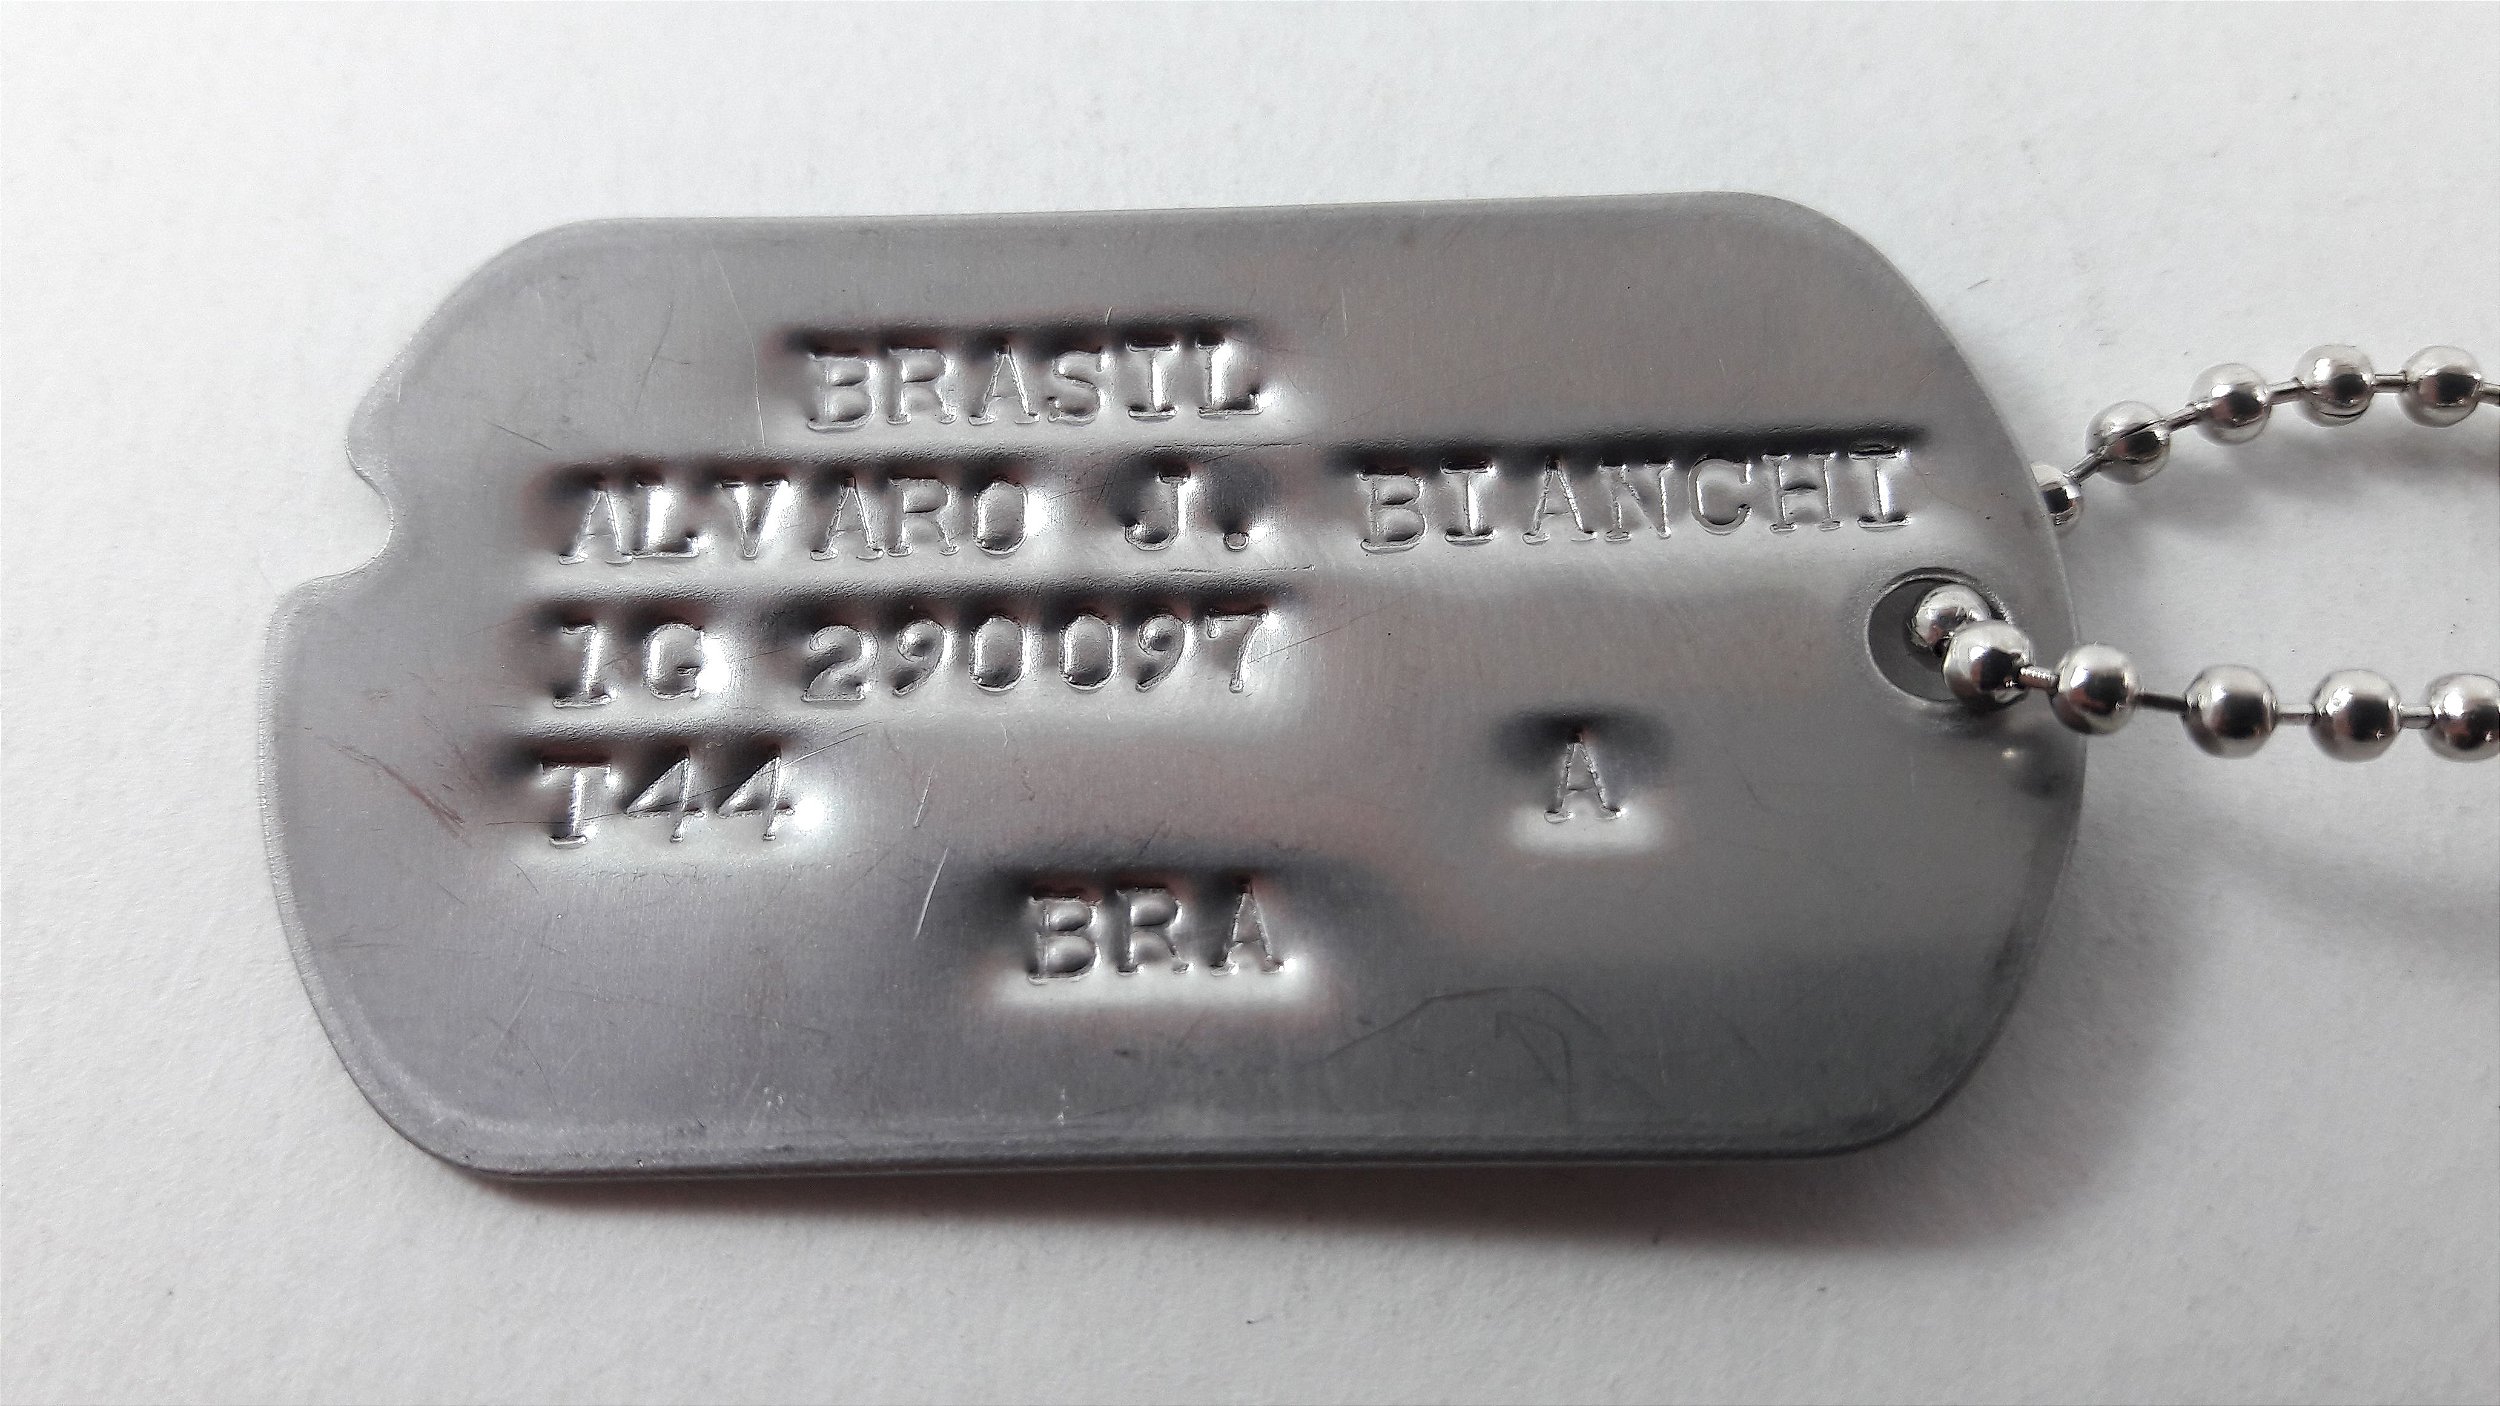 BRASIL
ALVARO J. BIANCHI
1G 290097
T44 A
BRA